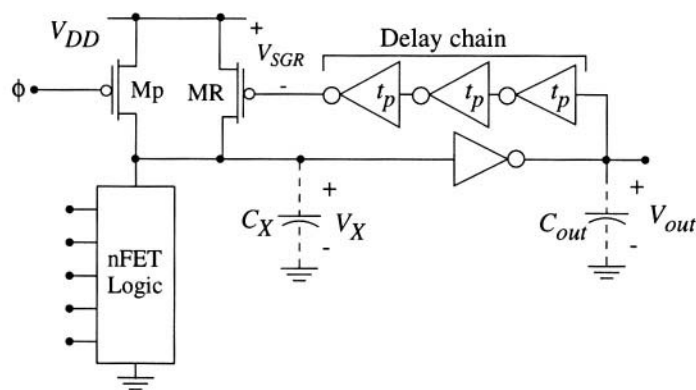 Delay chain
V_DD
+
V_SGR
-
ϕ
Mp
MR
t_p
t_p
t_p
nFET
Logic
C_X
+
V_X
-
C_out
+
V_out
-